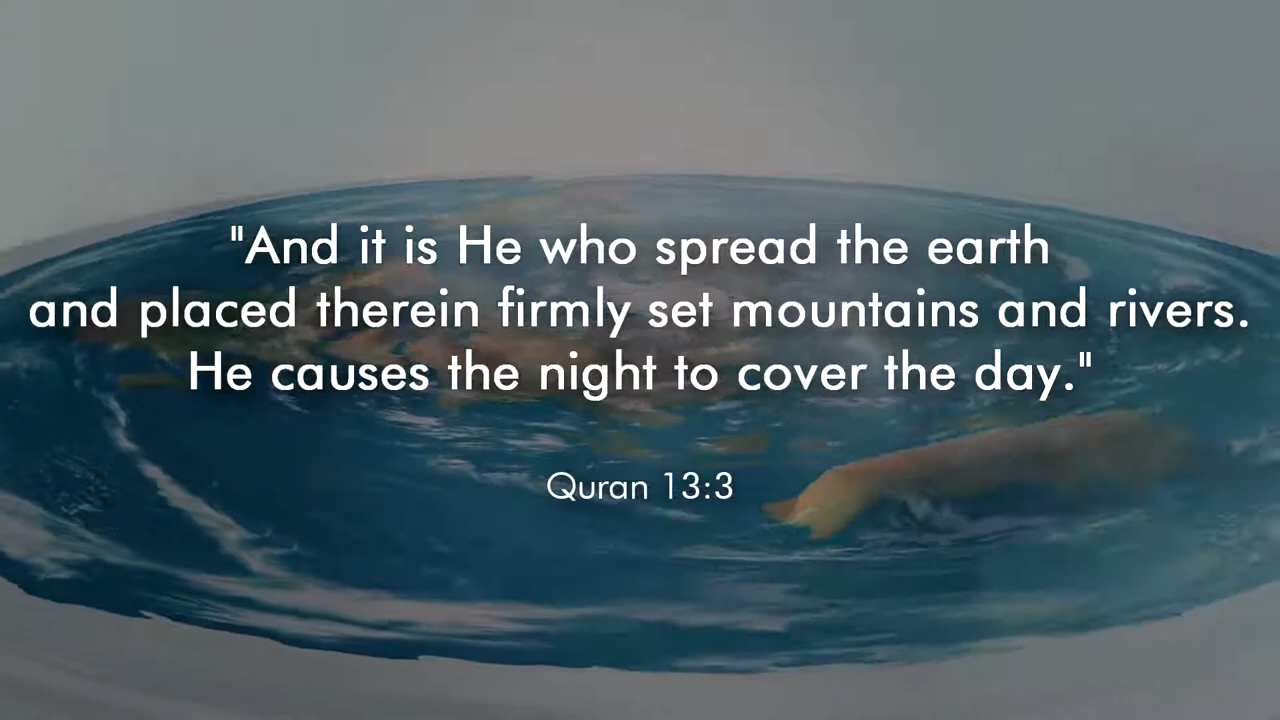 "And it is He who spread the earth
and placed therein firmly set mountains and rivers.
He causes the night to cover the day."
Quran 13:3